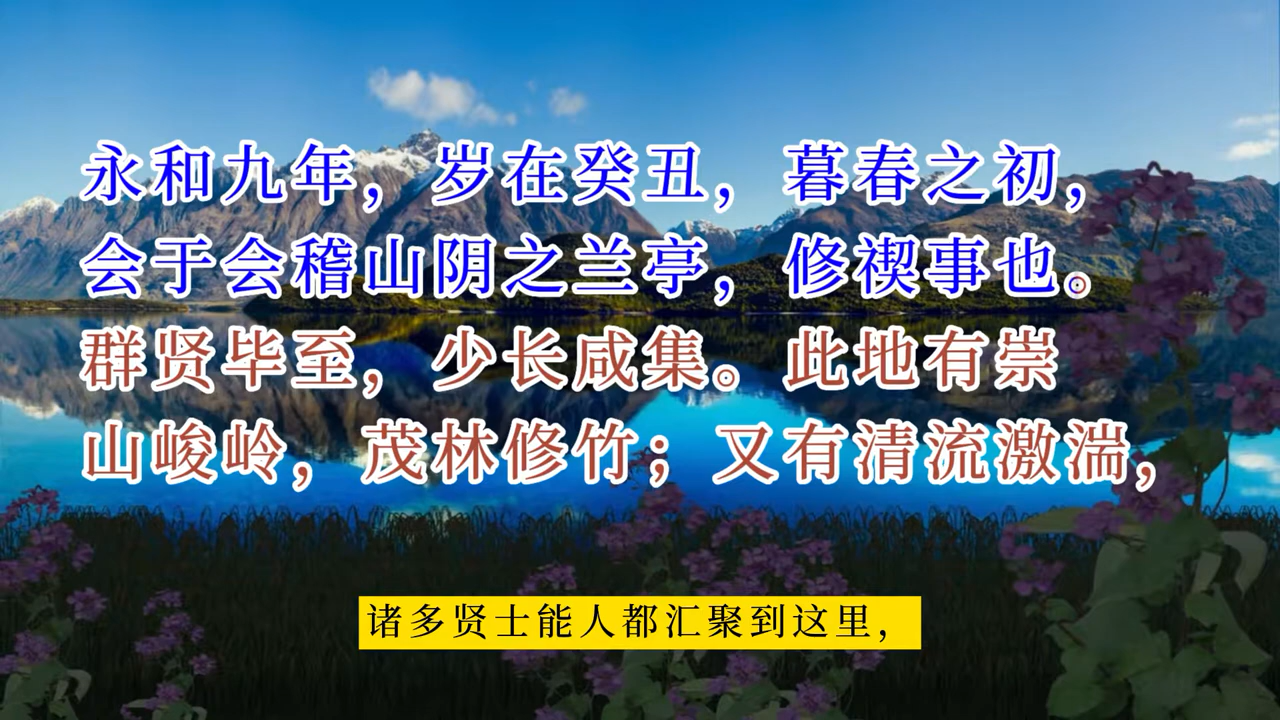 永和九年，岁在癸丑，暮春之初，
会于会稽山阴之兰亭，修禊事也。
群贤毕至，少长咸集。此地有崇
山峻岭，茂林修竹；又有清流激湍，
诸多贤士能人都汇聚到这里，